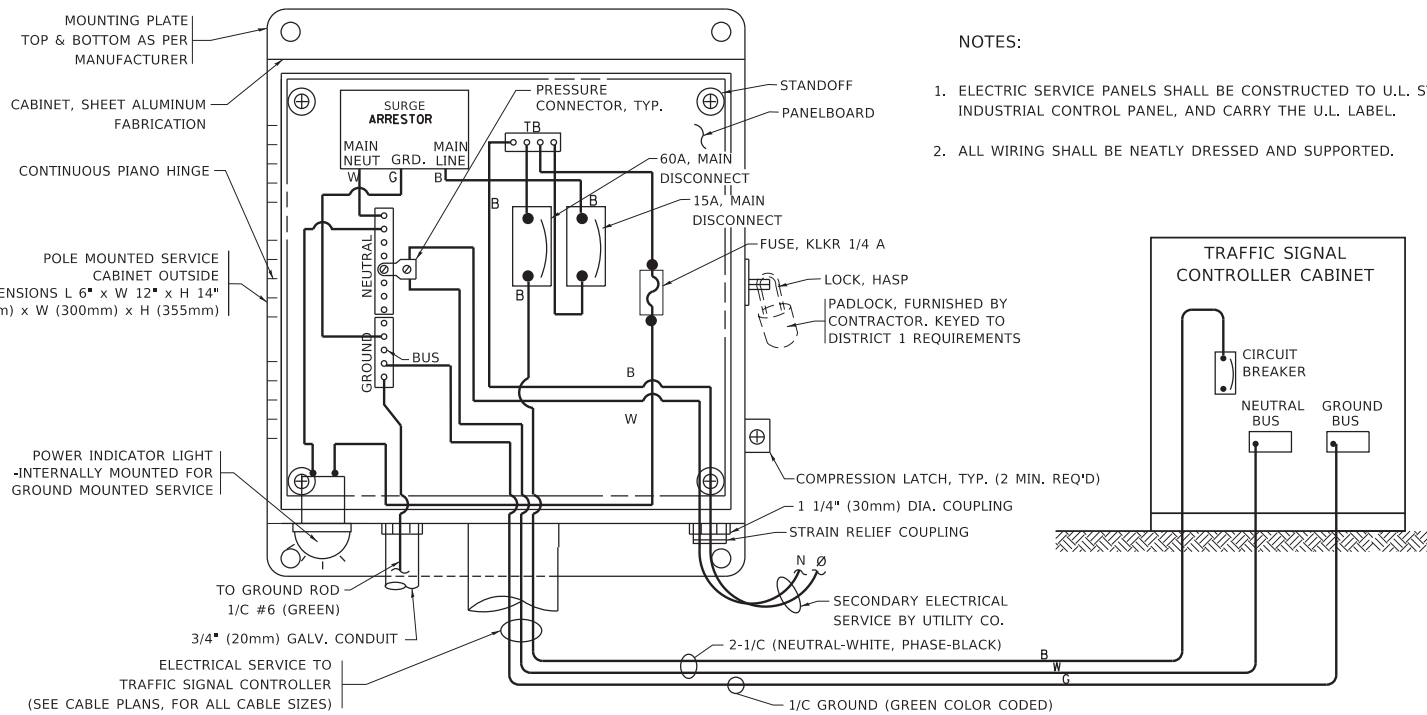 MOUNTING PLATE
TOP & BOTTOM AS PER
MANUFACTURER
CABINET, SHEET ALUMINUM
FABRICATION
CONTINUOUS PIANO HINGE
POLE MOUNTED SERVICE
CABINET OUTSIDE
L 6" x W 12" x H 14"
x W (300mm) x H (355mm)
POWER INDICATOR LIGHT
-INTERNALLY MOUNTED FOR
GROUND MOUNTED SERVICE
TO GROUND ROD
1/C #6 (GREEN)
3/4" (20mm) GALV. CONDUIT
ELECTRICAL SERVICE TO
TRAFFIC SIGNAL CONTROLLER
(SEE CABLE PLANS, FOR ALL CABLE SIZES)
SURGE
ARRESTOR
MAIN
NEUT
GRD.
MAIN
LINE
W
G
B
PRESSURE
CONNECTOR, TYP.
TB
STANDOFF
PANELBOARD
60A, MAIN
DISCONNECT
15A, MAIN
DISCONNECT
B
B
B
NEUTRAL
GROUND
BUS
FUSE, KLKR 1/4 A
LOCK, HASP
PADLOCK, FURNISHED BY
CONTRACTOR. KEYED TO
DISTRICT 1 REQUIREMENTS
B
W
COMPRESSION LATCH, TYP. (2 MIN. REQ'D)
1 1/4" (30mm) DIA. COUPLING
STRAIN RELIEF COUPLING
N Ø
SECONDARY ELECTRICAL
SERVICE BY UTILITY CO.
2-1/C (NEUTRAL-WHITE, PHASE-BLACK)
B
W
G
1/C GROUND (GREEN COLOR CODED)
NOTES:
1. ELECTRIC SERVICE PANELS SHALL BE CONSTRUCTED TO U.L.
INDUSTRIAL CONTROL PANEL, AND CARRY THE U.L. LABEL.
2. ALL WIRING SHALL BE NEATLY DRESSED AND SUPPORTED.
TRAFFIC SIGNAL
CONTROLLER CABINET
CIRCUIT
BREAKER
NEUTRAL
BUS
GROUND
BUS